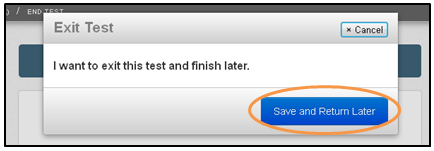 ) / END TEST
Exit Test
× Cancel
I want to exit this test and finish later.
Save and Return Later